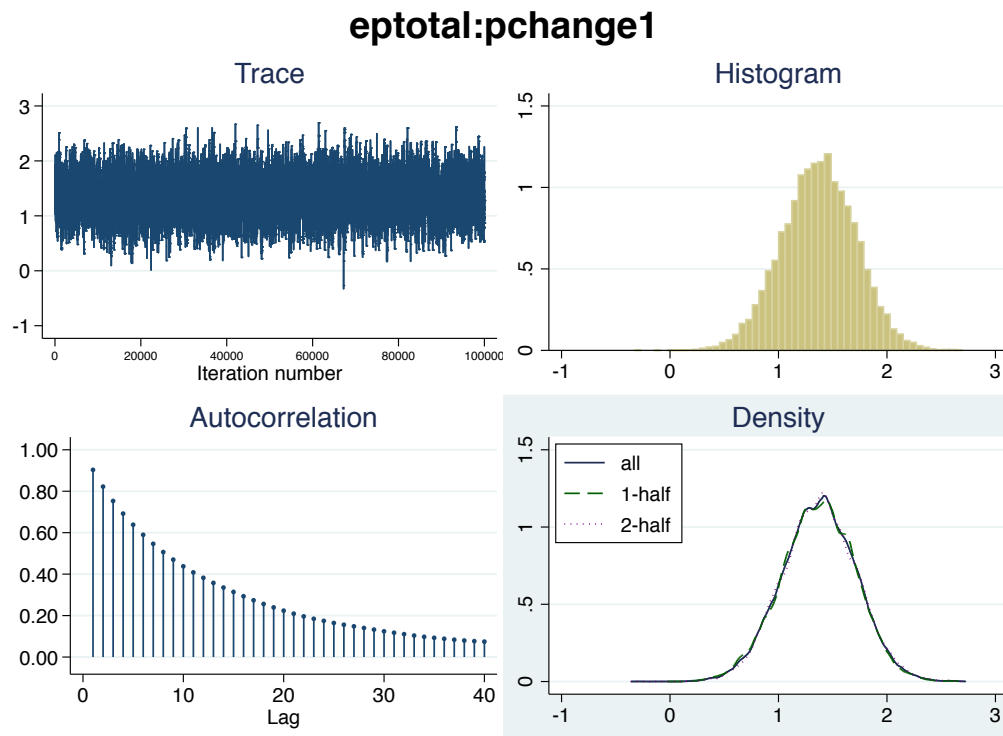 eptotal:pchange1
Trace
3
2
1
0
-1
0 20000 40000 60000 80000 100000
Iteration number
Histogram
1.5
1
.5
0
-1 0 1 2 3
Autocorrelation
1.00
0.80
0.60
0.40
0.20
0.00
0 10 20 30 40
Lag
Density
all
1-half
2-half
1.5
1
.5
0
-1 0 1 2 3